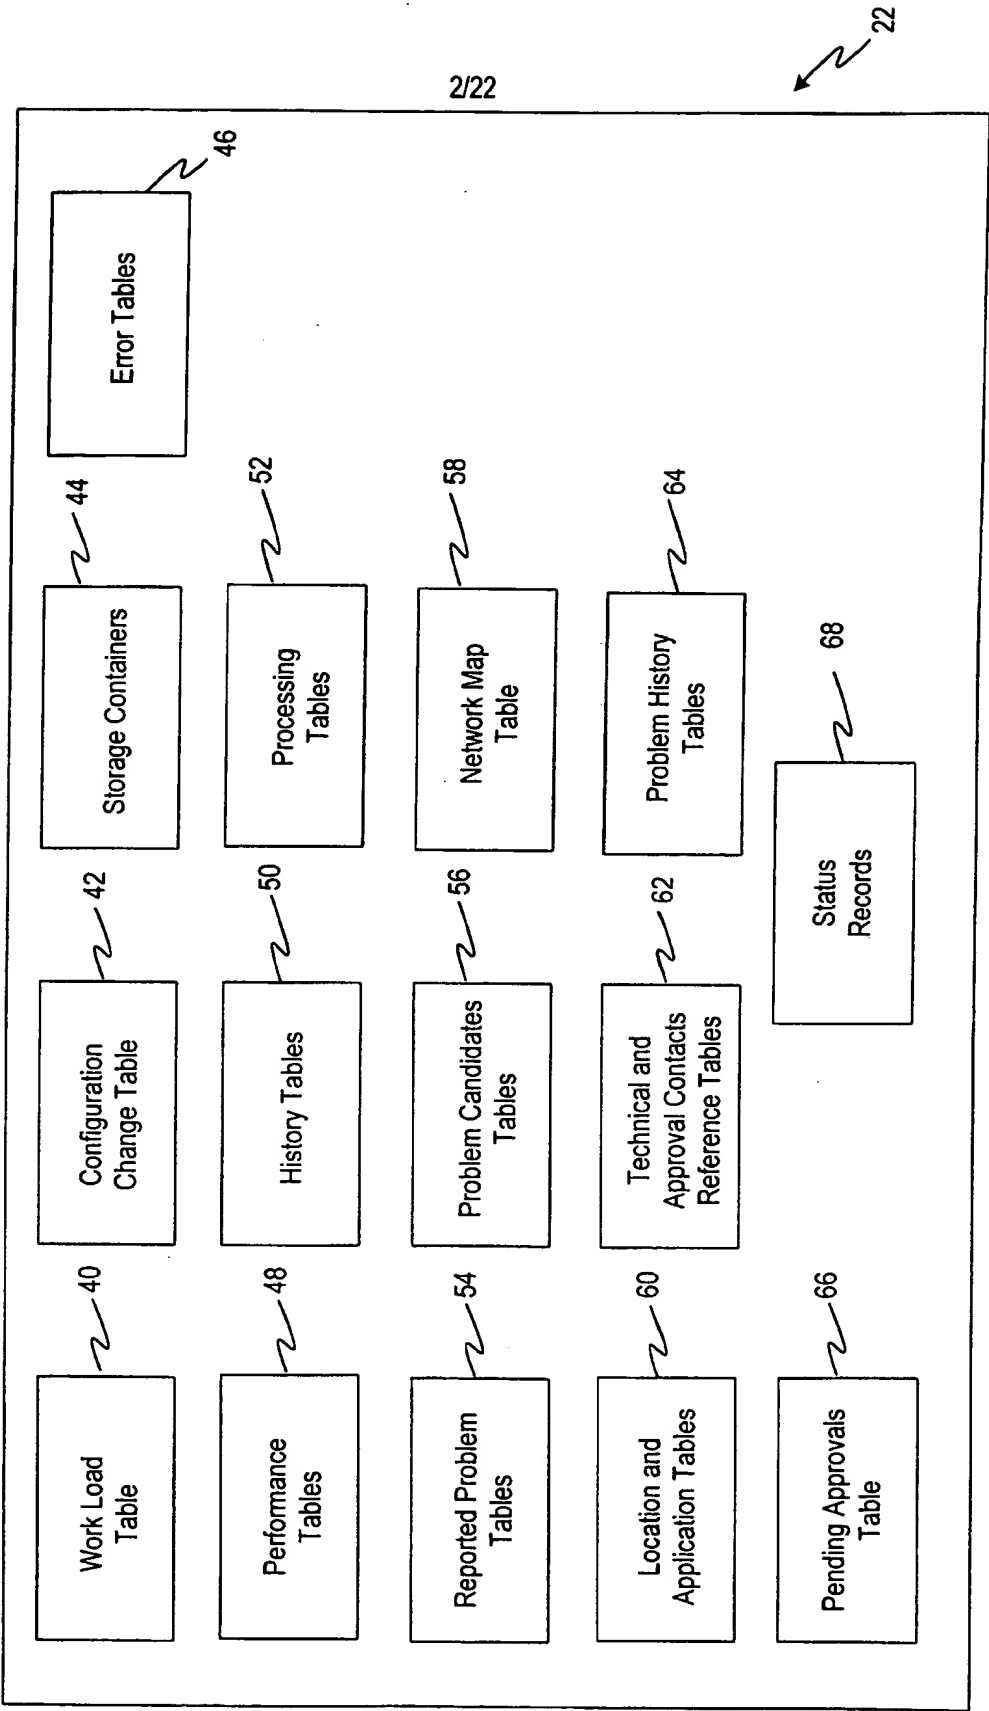 2/22
22
Work Load
Table
40
Configuration
Change Table
42
Storage Containers
44
Error Tables
46
Performance
Tables
48
History Tables
50
Processing
Tables
52
Reported Problem
Tables
54
Problem Candidates
Tables
56
Network Map
Table
58
Location and
Application Tables
60
Technical and
Approval Contacts
Reference Tables
62
Problem History
Tables
64
Pending Approvals
Table
66
Status
Records
68